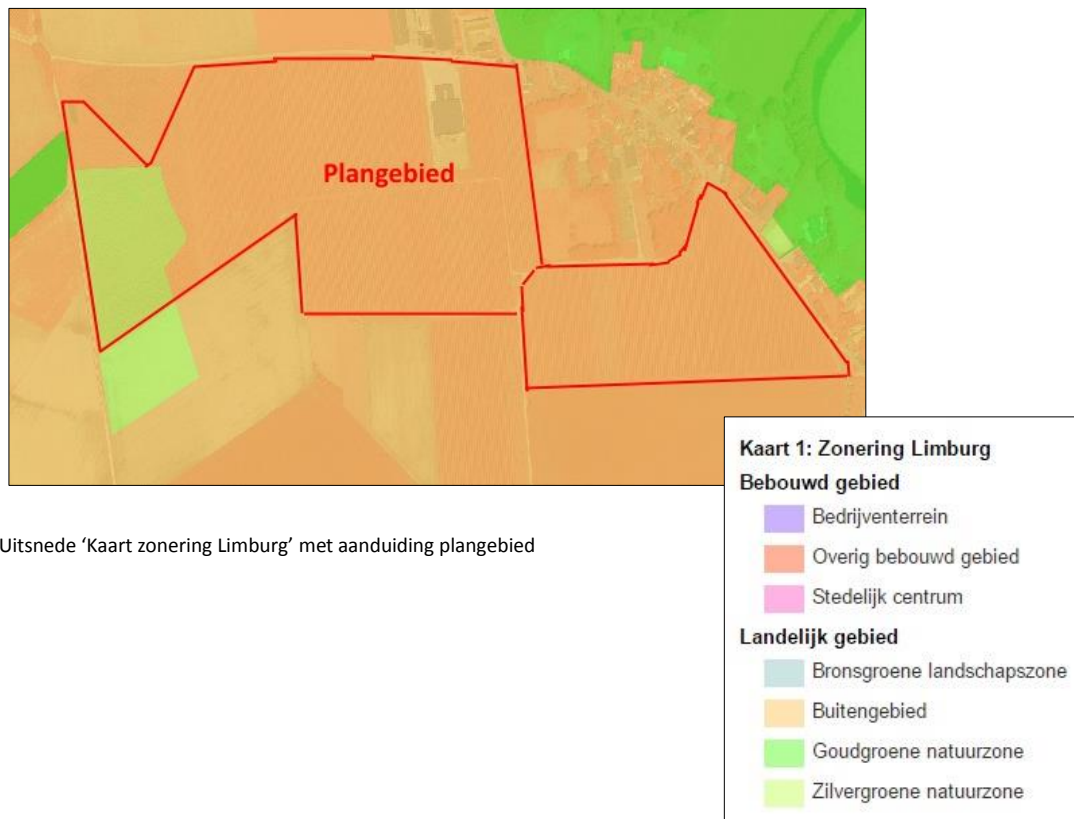 Plangebied
Uitsnede ‘Kaart zonering Limburg’ met aanduiding plangebied
Kaart 1: Zonering Limburg
Bebouwd gebied
Bedrijventerrein
Overig bebouwd gebied
Stedelijk centrum
Landelijk gebied
Bronsgroene landschapszone
Buitengebied
Goudgroene natuurzone
Zilvergroene natuurzone